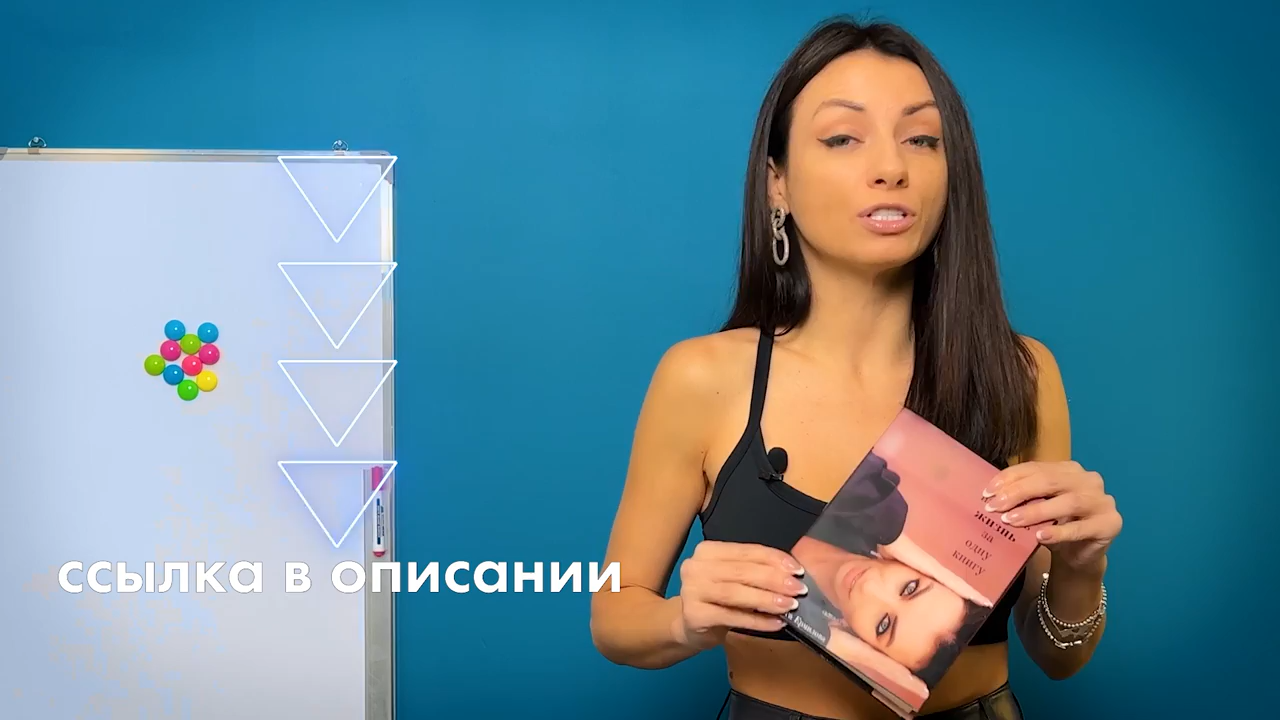 ссылка в описании
жизнь
за
одну
книгу